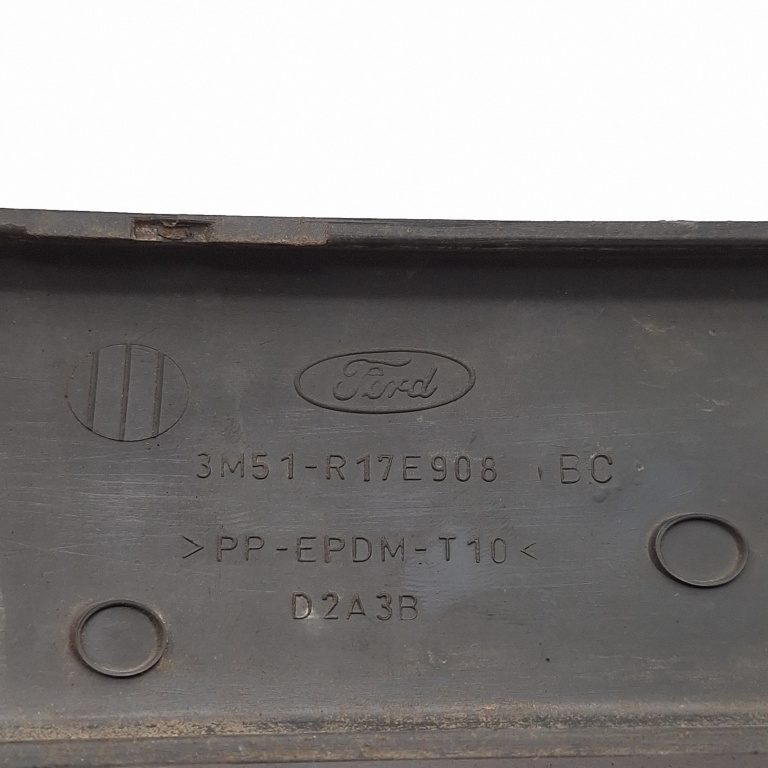 Ford
3M51-R17E908 BC
>PP-EPDM-T10<
D2A3B